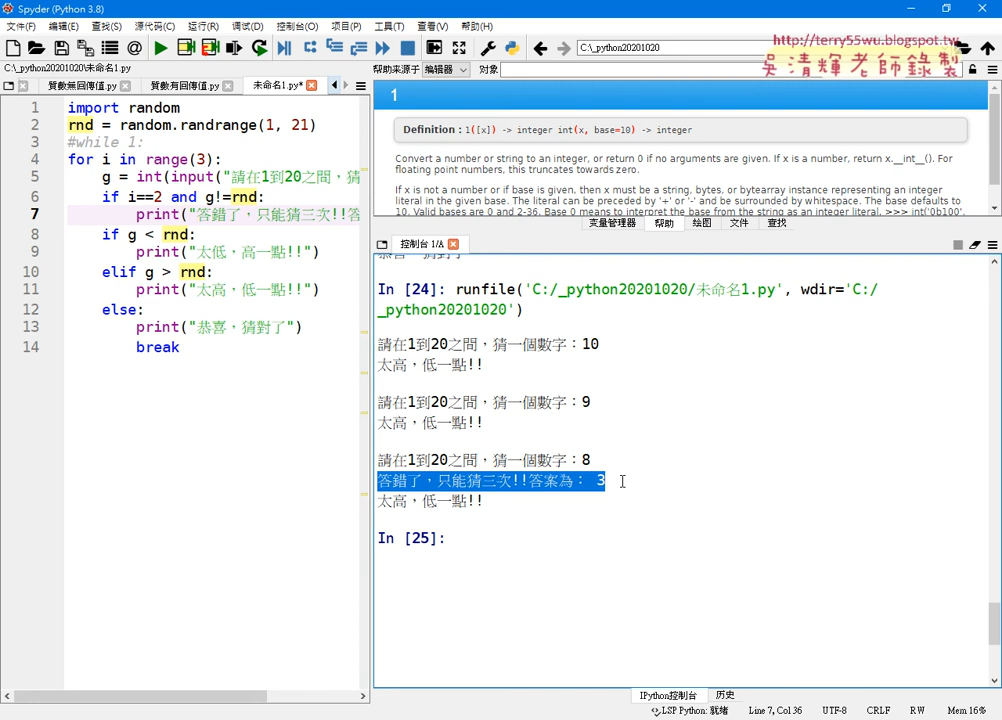 Spyder (Python 3.8)
文件(F) 编辑(E) 查找(S) 源代码(C) 运行(R) 调试(D) 控制台(O) 项目(P) 工具(T) 查看(V) 帮助(H)
C:\_python20201020
http://terry55wu.blogspot.tw
吳清輝老師錄製
C:\_python20201020\未命名1.py
帮助来源于 编辑器 对象
質數無回傳值.py 質數有回傳值.py 未命名1.py*
1 import random
2 rnd = random.randrange(1, 21)
3 #while 1:
4 for i in range(3):
5 g = int(input("請在1到20之間，猜
6 if i==2 and g!=rnd:
7 print("答錯了，只能猜三次!!答
8 if g < rnd:
9 print("太低，高一點!!")
10 elif g > rnd:
11 print("太高，低一點!!")
12 else:
13 print("恭喜，猜對了")
14 break
1
Definition : 1([x]) -> integer int(x, base=10) -> integer
Convert a number or string to an integer, or return 0 if no arguments are given. If x is a number, return x.__int__(). For
floating point numbers, this truncates towards zero.
If x is not a number or if base is given, then x must be a string, bytes, or bytearray instance representing an integer
literal in the given base. The literal can be preceded by '+' or '-' and be surrounded by whitespace. The base defaults to
10. Valid bases are 0 and 2-36. Base 0 means to interpret the base from the string as an integer literal. >>> int('0b100',
变量管理器 帮助 绘图 文件 查找
控制台 1/A
恭喜，猜對了
In [24]: runfile('C:/_python20201020/未命名1.py', wdir='C:/
_python20201020')
請在1到20之間，猜一個數字：10
太高，低一點!!
請在1到20之間，猜一個數字：9
太高，低一點!!
請在1到20之間，猜一個數字：8
答錯了，只能猜三次!!答案為： 3
太高，低一點!!
In [25]:
IPython控制台 历史
LSP Python: 就绪 Line 7, Col 36 UTF-8 CRLF RW Mem 16%